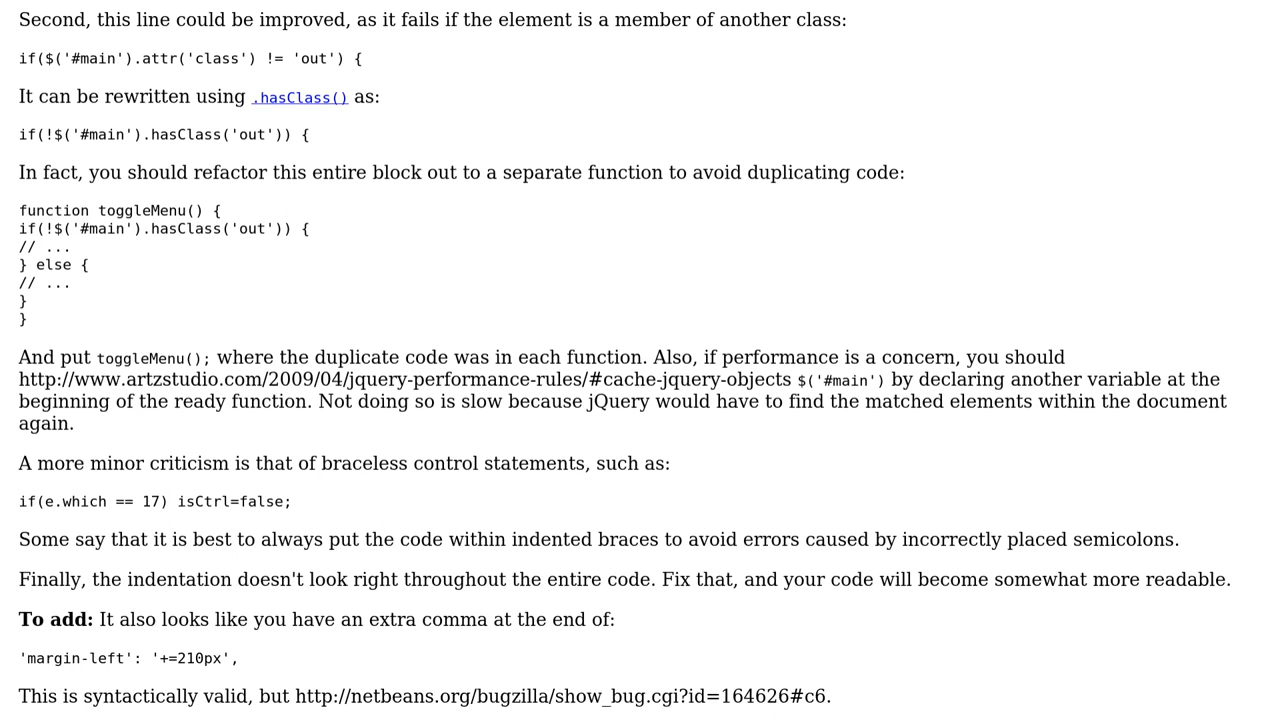 Second, this line could be improved, as it fails if the element is a member of another class:
if($('#main').attr('class') != 'out') {
It can be rewritten using .hasClass() as:
if(!$('#main').hasClass('out')) {
In fact, you should refactor this entire block out to a separate function to avoid duplicating code:
function toggleMenu() {
if(!$('#main').hasClass('out')) {
// ...
} else {
// ...
}
}
And put toggleMenu(); where the duplicate code was in each function. Also, if performance is a concern, you should
http://www.artzstudio.com/2009/04/jquery-performance-rules/#cache-jquery-objects $('#main') by declaring another variable at the
beginning of the ready function. Not doing so is slow because jQuery would have to find the matched elements within the document
again.
A more minor criticism is that of braceless control statements, such as:
if(e.which == 17) isCtrl=false;
Some say that it is best to always put the code within indented braces to avoid errors caused by incorrectly placed semicolons.
Finally, the indentation doesn't look right throughout the entire code. Fix that, and your code will become somewhat more readable.
To add: It also looks like you have an extra comma at the end of:
'margin-left': '+=210px',
This is syntactically valid, but http://netbeans.org/bugzilla/show_bug.cgi?id=164626#c6.